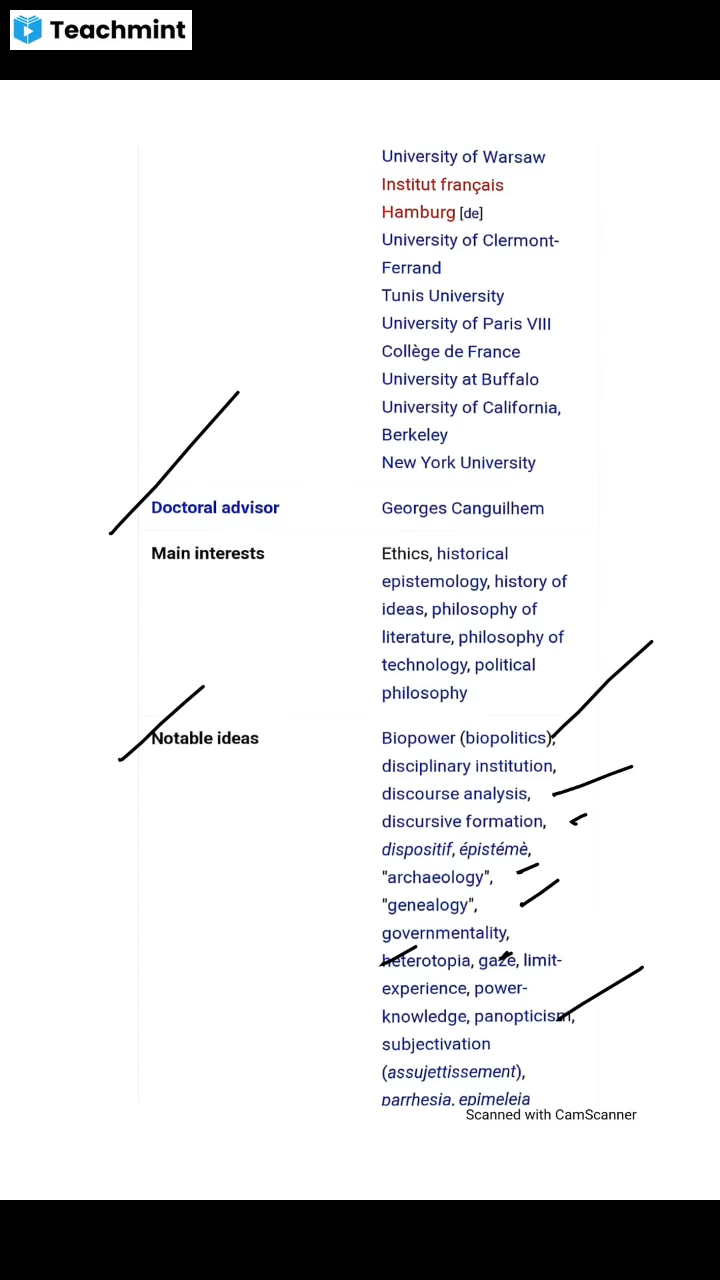 Teachmint
University of Warsaw
Institut français
Hamburg [de]
University of Clermont-
Ferrand
Tunis University
University of Paris VIII
Collège de France
University at Buffalo
University of California,
Berkeley
New York University
Doctoral advisor Georges Canguilhem
Main interests Ethics, historical
epistemology, history of
ideas, philosophy of
literature, philosophy of
technology, political
philosophy
Notable ideas Biopower (biopolitics),
disciplinary institution,
discourse analysis,
discursive formation,
dispositif, épistémè,
"archaeology",
"genealogy",
governmentality,
heterotopia, gaze, limit-
experience, power-
knowledge, panopticism,
subjectivation
(assujettissement),
parrhesia, epimeleia
Scanned with CamScanner